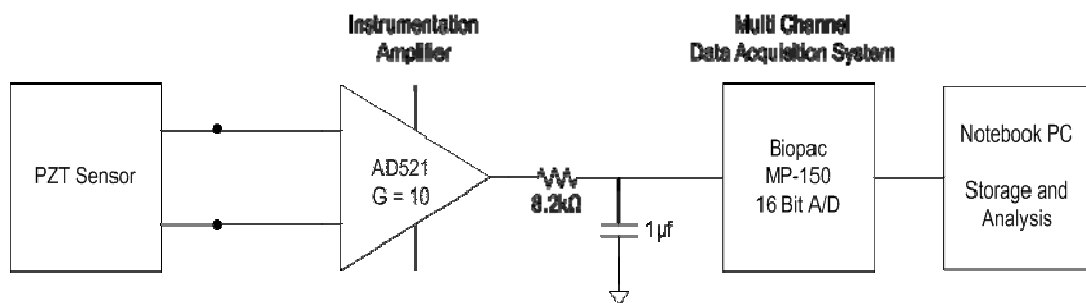 Instrumentation
Amplifier
Multi Channel
Data Acquisition System
PZT Sensor
AD521
G = 10
8.2kΩ
1µf
Biopac
MP-150
16 Bit A/D
Notebook PC
Storage and
Analysis